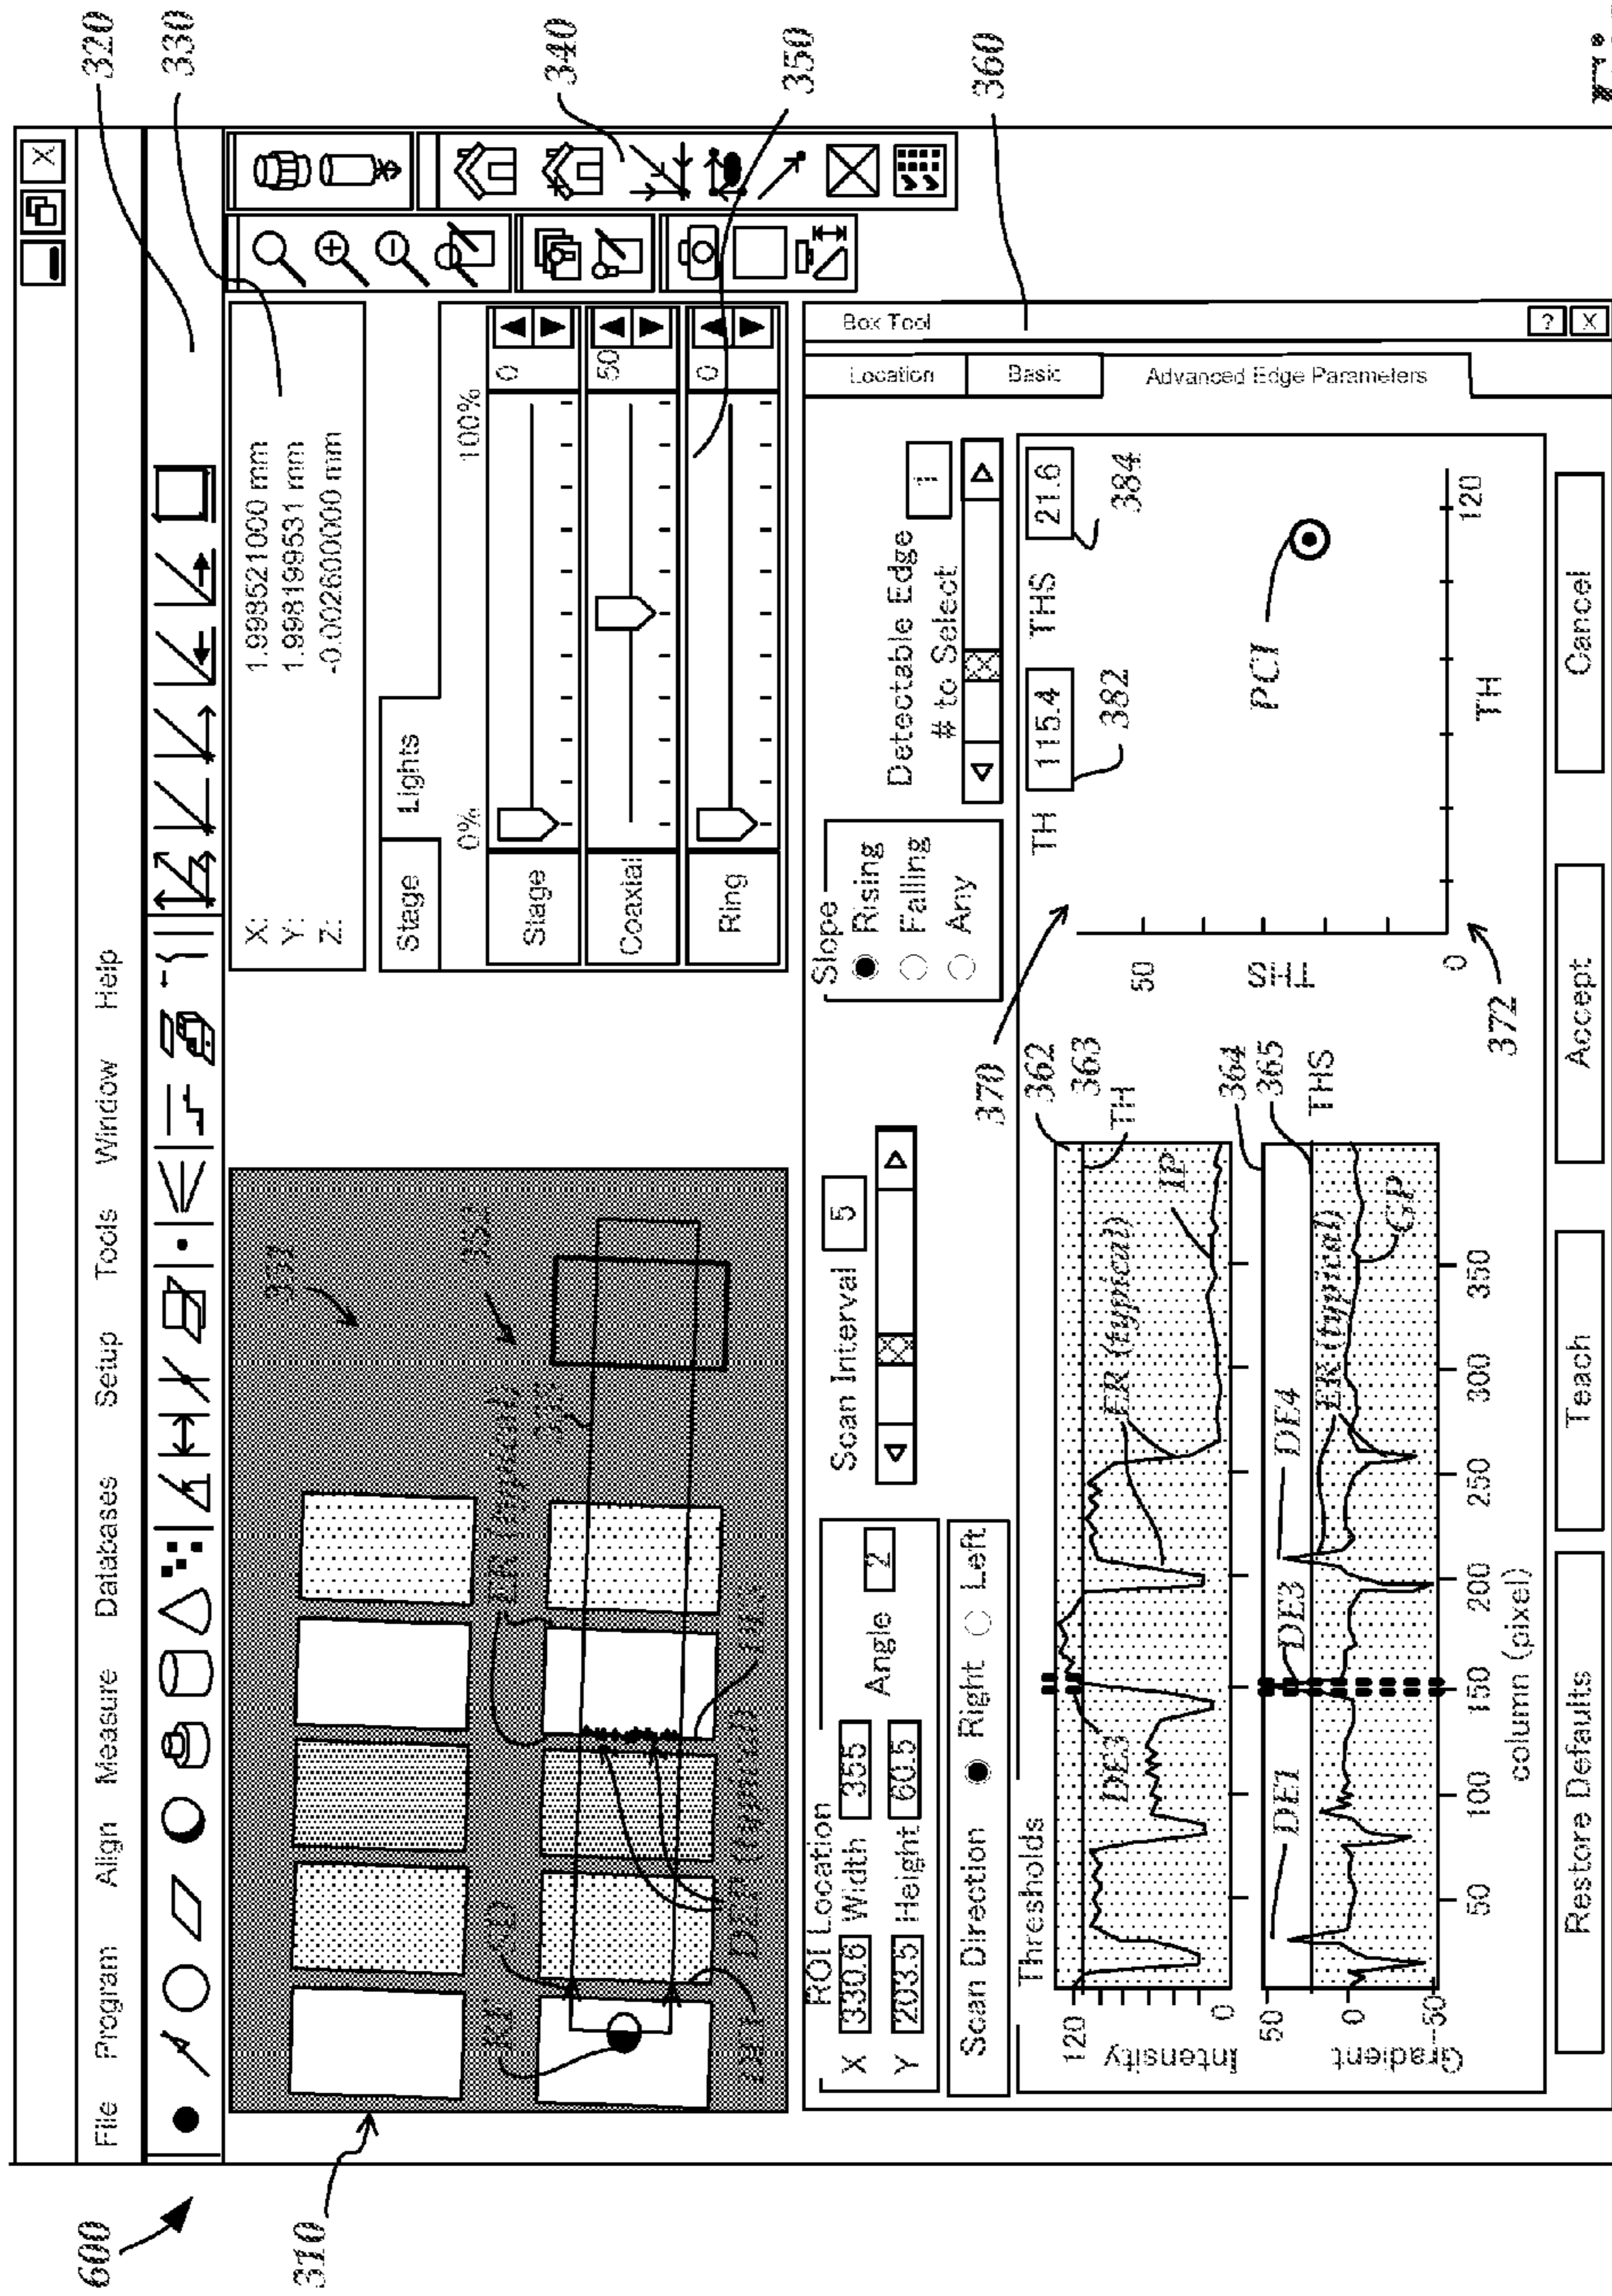 600
320
330
File Program Align Measure Databases Setup Tools Window Help
310
X: 1.998521000 mm
Y: 1.998199531 mm
Z: -0.002600000 mm
Stage Lights
0% 100%
Stage 0
Coaxial 50
Ring 0
340
350
360
Box Tool
? X
Location Basic Advanced Edge Parameters
ROI Location
X 330.8 Width 355
Y 203.5 Height 60.5
Angle 2
Scan Interval 5
Slope
Rising
Falling
Any
Detectable Edge 1
# to Select
Scan Direction Right Left
Thresholds
370
TH 115.4 THS 21.6
382
384
362
363
TH
364
365
THS
120
Intensity
0
DE3
ER (typical)
IP
50
Gradient
0
-50
DE1
DE3
DE4
ER (typical)
GP
50 100 150 200 250 300 350
column (pixel)
50
THS
0
TH
120
PCI
372
Restore Defaults Teach Accept Cancel